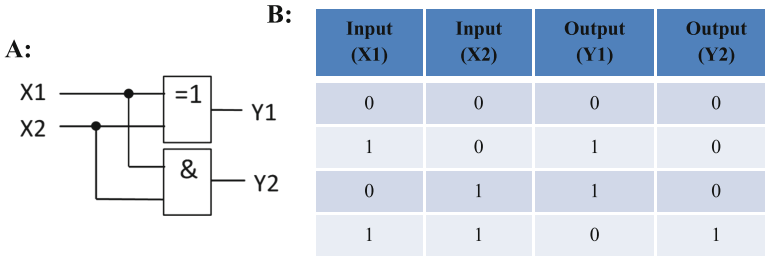 A:
X1
X2
=1
&
Y1
Y2
B:
Input (X1) Input (X2) Output (Y1) Output (Y2)
0 0 0 0
1 0 1 0
0 1 1 0
1 1 0 1